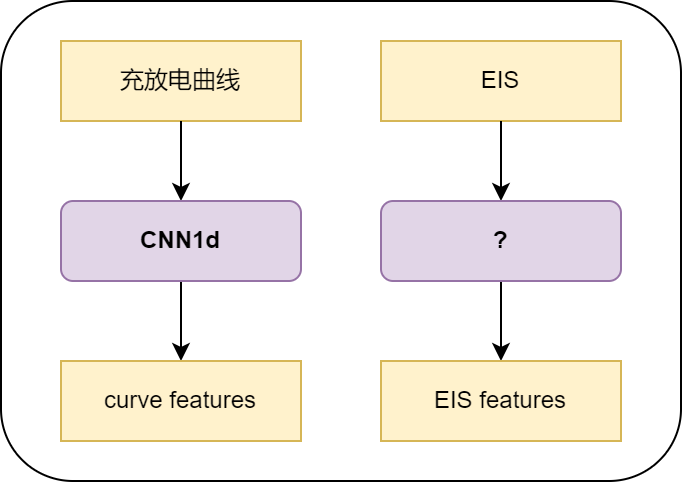 充放电曲线
EIS
CNN1d
?
curve features
EIS features